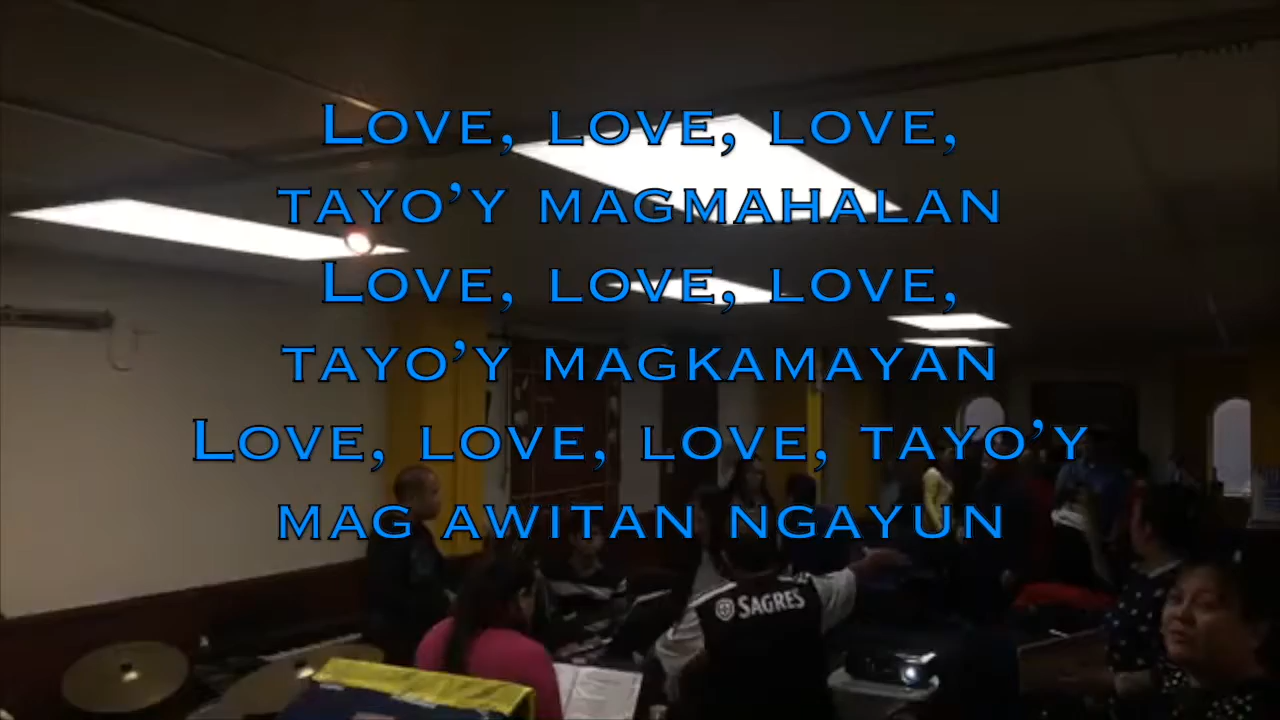 Love, love, love,
tayo'y magmahalan
Love, love, love,
tayo'y magkamayan
Love, love, love, tayo'y
mag awitan ngayun
SAGRES